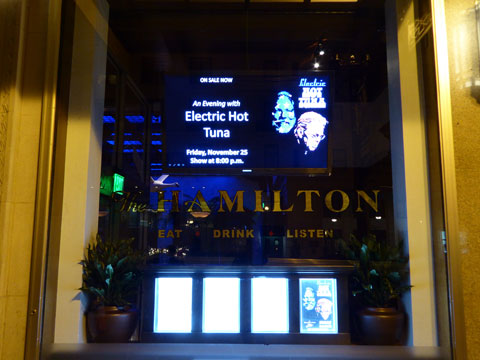 ON SALE NOW
An Evening with
Electric Hot
Tuna
Friday, November 25
Show at 8:00 p.m.
Electric
HOT
TUNA
The HAMILTON
EAT DRINK LISTEN